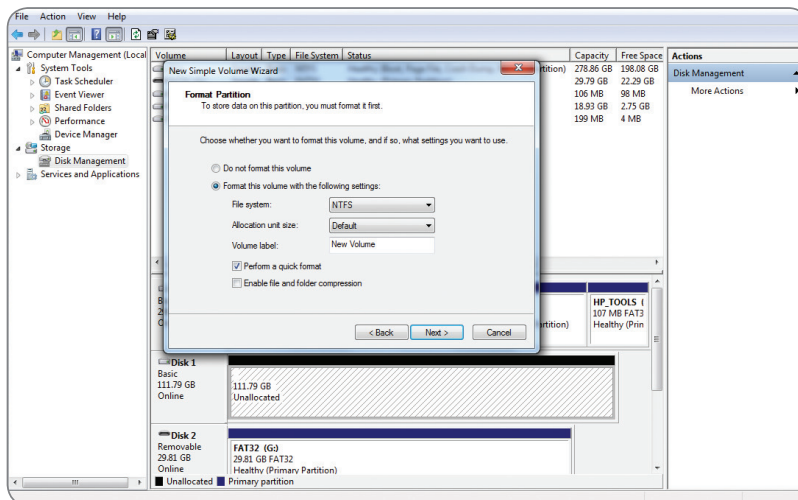 File Action View Help
Computer Management (Local
System Tools
Task Scheduler
Event Viewer
Shared Folders
Performance
Device Manager
Storage
Disk Management
Services and Applications
Volume Layout Type File System Status Capacity Free Space
rtition) 278.86 GB 198.08 GB
29.79 GB 22.29 GB
106 MB 98 MB
18.93 GB 2.75 GB
199 MB 4 MB
Actions
Disk Management
More Actions
New Simple Volume Wizard
Format Partition
To store data on this partition, you must format it first.
Choose whether you want to format this volume, and if so, what settings you want to use.
Do not format this volume
Format this volume with the following settings:
File system: NTFS
Allocation unit size: Default
Volume label: New Volume
Perform a quick format
Enable file and folder compression
< Back Next > Cancel
rtition)
HP_TOOLS (
107 MB FAT3
Healthy (Prin
Disk 1
Basic
111.79 GB
Online
111.79 GB
Unallocated
Disk 2
Removable
29.81 GB
Online
FAT32 (G:)
29.81 GB FAT32
Healthy (Primary Partition)
Unallocated Primary partition